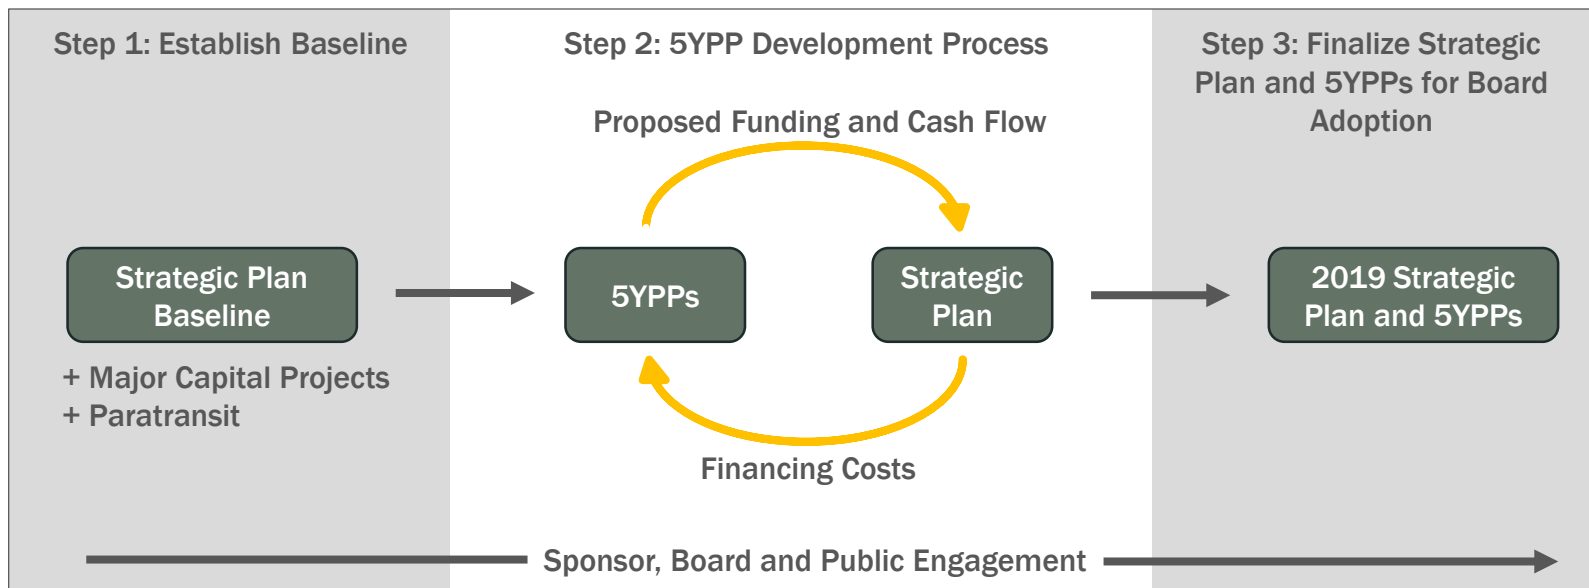 Step 1: Establish Baseline
Strategic Plan
Baseline
+ Major Capital Projects
+ Paratransit
Step 2: 5YPP Development Process
Proposed Funding and Cash Flow
5YPPs
Strategic
Plan
Financing Costs
Step 3: Finalize Strategic
Plan and 5YPPs for Board
Adoption
2019 Strategic
Plan and 5YPPs
Sponsor, Board and Public Engagement